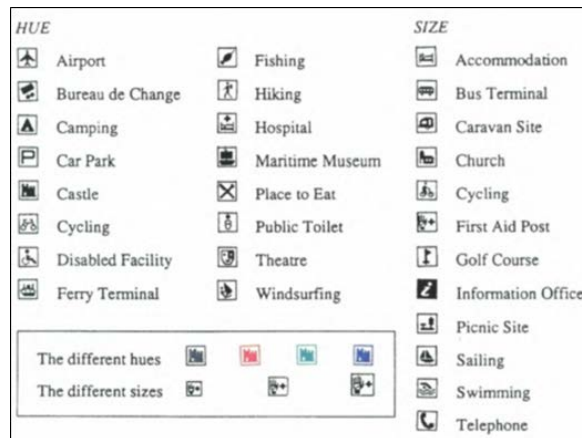 HUE
Airport
Bureau de Change
Camping
Car Park
Castle
Cycling
Disabled Facility
Ferry Terminal
Fishing
Hiking
Hospital
Maritime Museum
Place to Eat
Public Toilet
Theatre
Windsurfing
SIZE
Accommodation
Bus Terminal
Caravan Site
Church
Cycling
First Aid Post
Golf Course
Information Office
Picnic Site
Sailing
Swimming
Telephone
The different hues
The different sizes